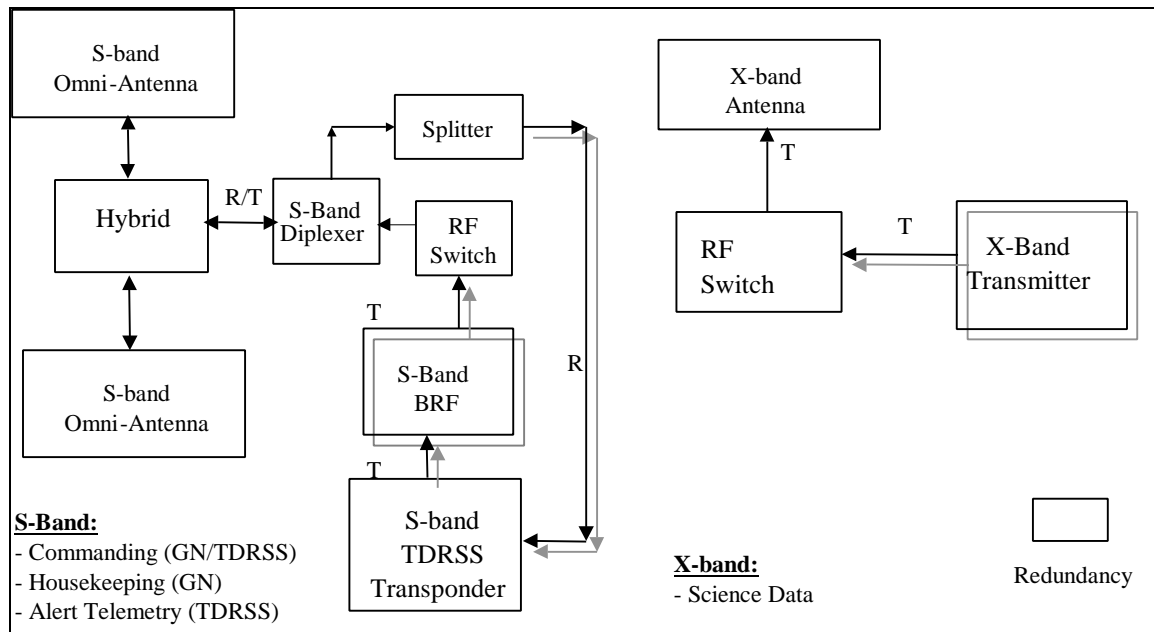 S-band
Omni-Antenna
Hybrid
S-band
Omni-Antenna
R/T
S-Band
Diplexer
Splitter
RF
Switch
T
S-Band
BRF
T
S-band
TDRSS
Transponder
R
S-Band:
- Commanding (GN/TDRSS)
- Housekeeping (GN)
- Alert Telemetry (TDRSS)
X-band
Antenna
T
RF
Switch
T
X-Band
Transmitter
X-band:
- Science Data
Redundancy